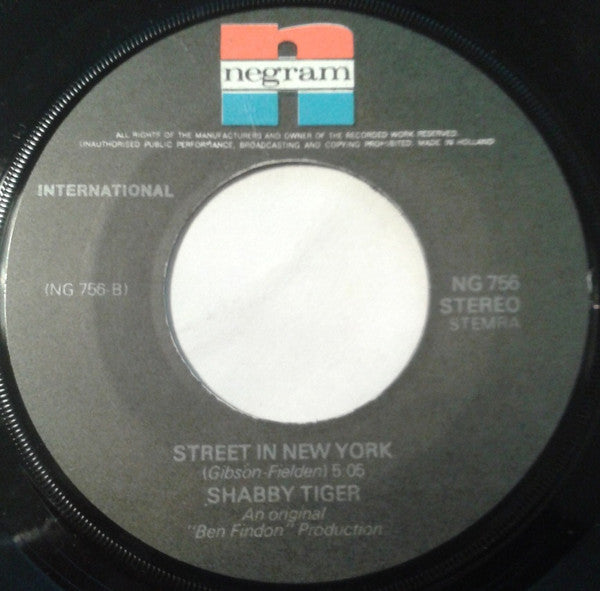 negram
ALL RIGHTS OF THE MANUFACTURERS AND OWNER OF THE RECORDED WORK RESERVED.
UNAUTHORISED PUBLIC PERFORMANCE, BROADCASTING AND COPYING PROHIBITED. MADE IN HOLLAND
INTERNATIONAL
(NG 756-B)
NG 756
STEREO
STEMRA
STREET IN NEW YORK
(Gibson-Fielden) 5:05
SHABBY TIGER
An original
"Ben Findon" Production